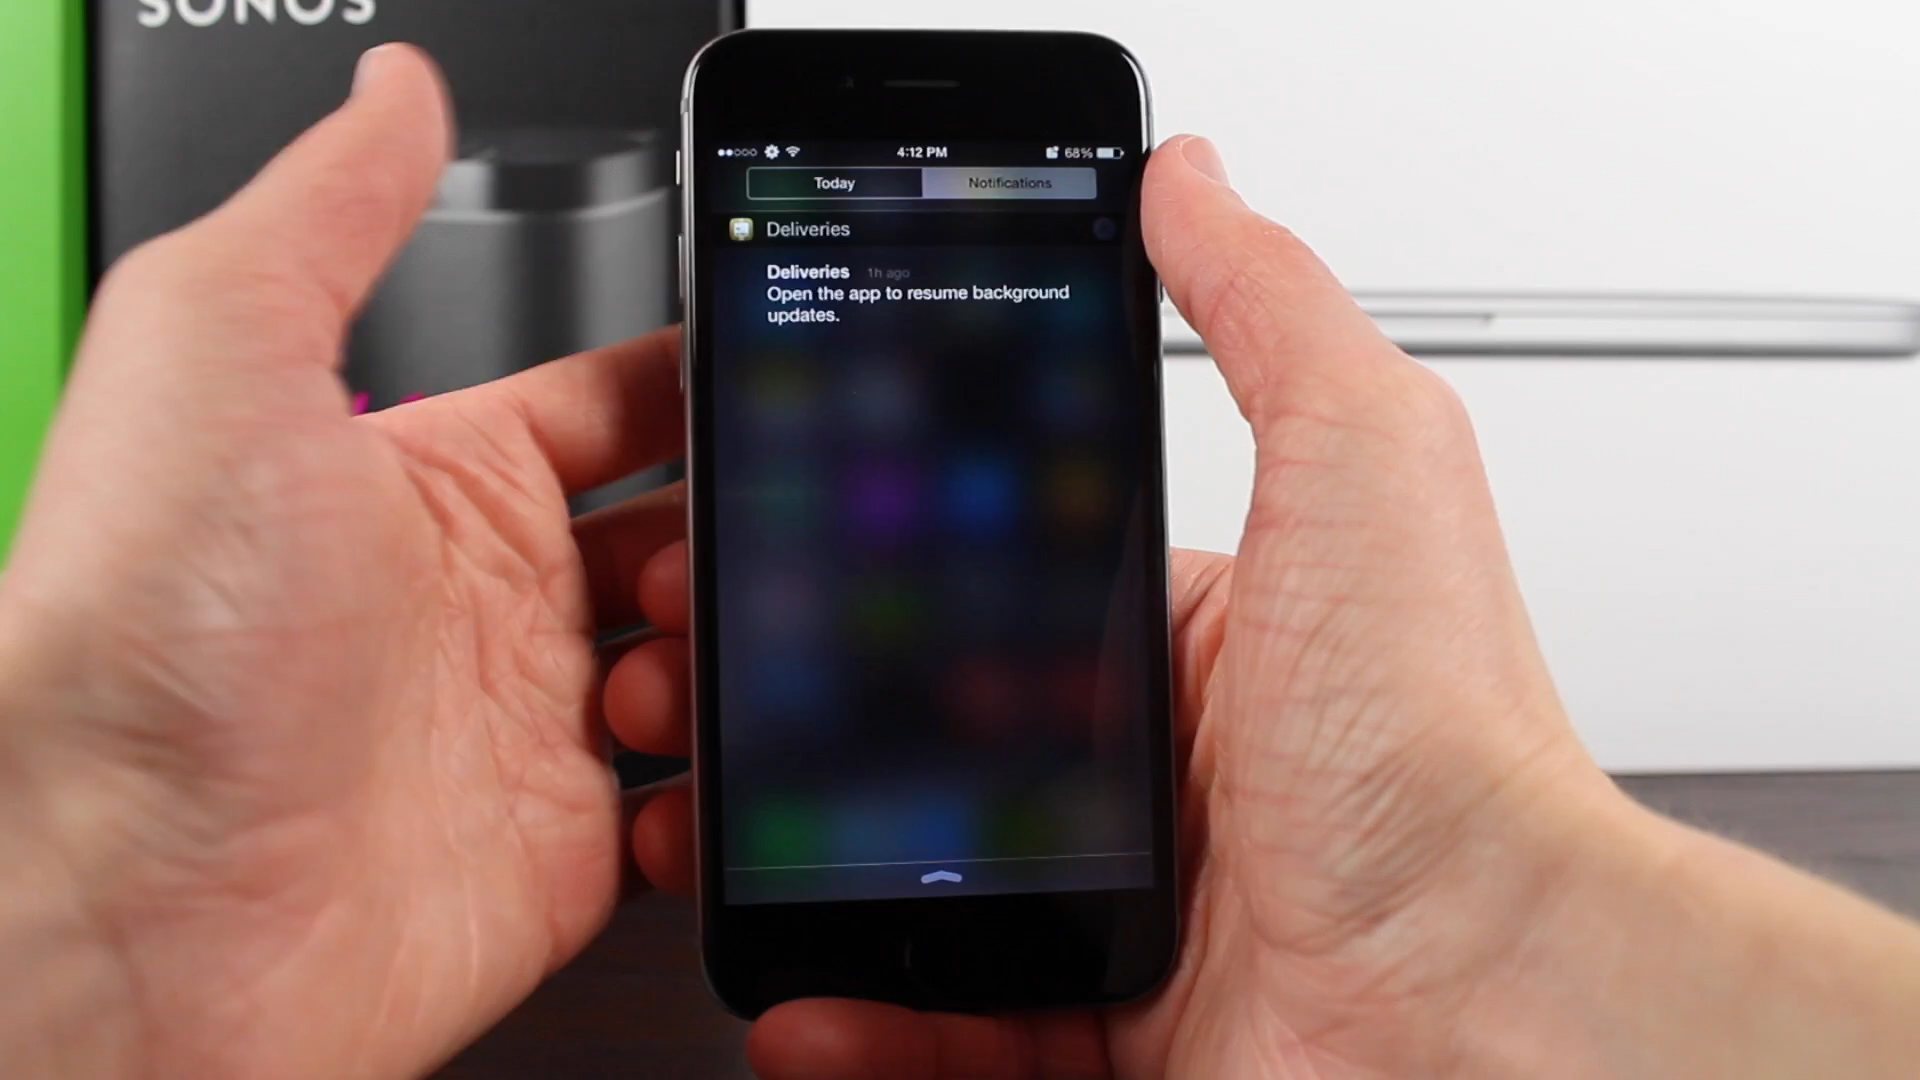 SONOS
4:12 PM
68%
Today
Notifications
Deliveries
Deliveries 1h ago
Open the app to resume background
updates.